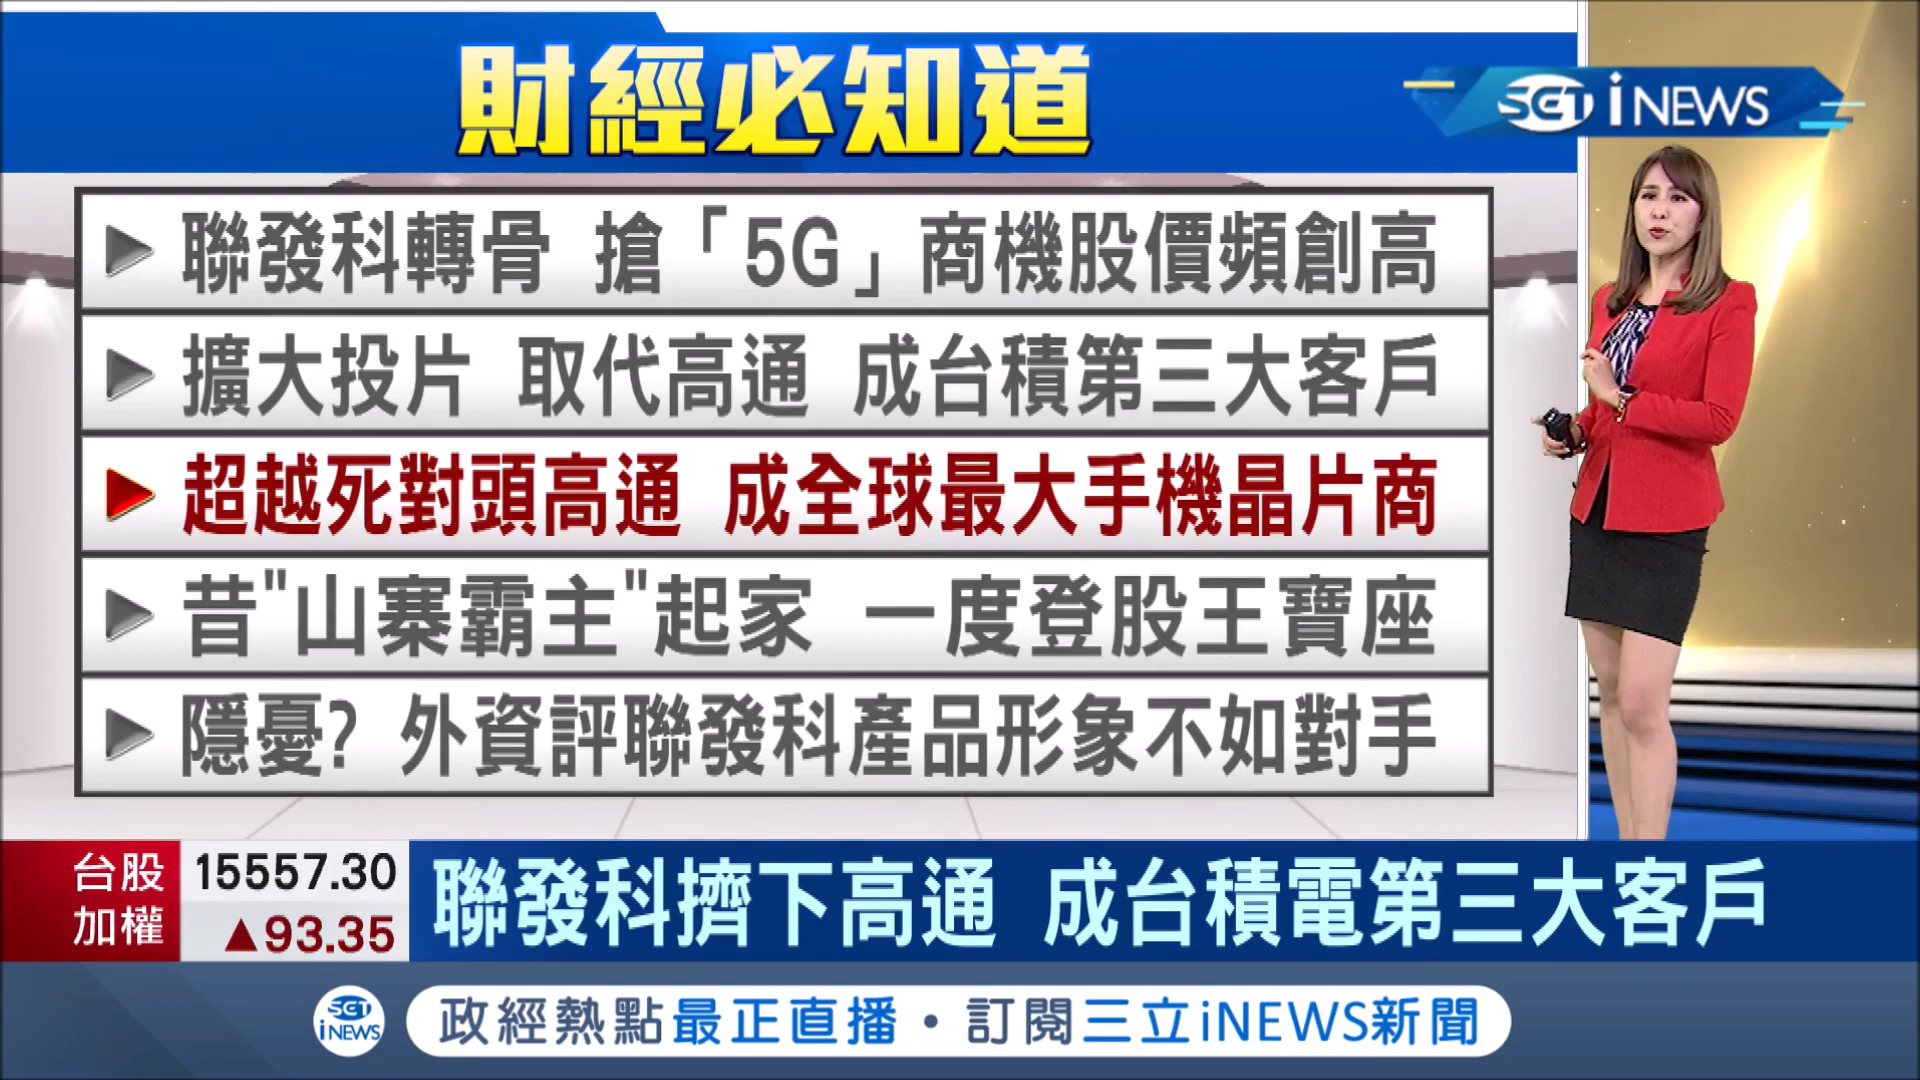 財經必知道
SET iNEWS
聯發科轉骨 搶「5G」商機股價頻創高
擴大投片 取代高通 成台積第三大客戶
超越死對頭高通 成全球最大手機晶片商
昔"山寨霸主"起家 一度登股王寶座
隱憂? 外資評聯發科產品形象不如對手
台股
加權
15557.30
▲93.35
聯發科擠下高通 成台積電第三大客戶
SET
iNEWS
政經熱點最正直播·訂閱三立iNEWS新聞